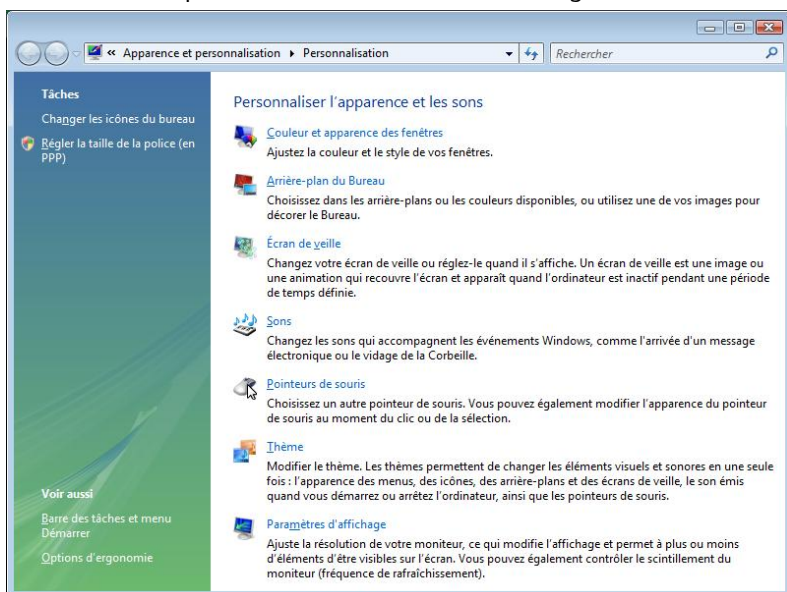 « Apparence et personnalisation ▸ Personnalisation
Rechercher
Tâches
Changer les icônes du bureau
Régler la taille de la police (en
PPP)
Voir aussi
Barre des tâches et menu
Démarrer
Options d'ergonomie
Personnaliser l'apparence et les sons
Couleur et apparence des fenêtres
Ajustez la couleur et le style de vos fenêtres.
Arrière-plan du Bureau
Choisissez dans les arrière-plans ou les couleurs disponibles, ou utilisez une de vos images pour
décorer le Bureau.
Écran de veille
Changez votre écran de veille ou réglez-le quand il s'affiche. Un écran de veille est une image ou
une animation qui recouvre l'écran et apparaît quand l'ordinateur est inactif pendant une période
de temps définie.
Sons
Changez les sons qui accompagnent les événements Windows, comme l'arrivée d'un message
électronique ou le vidage de la Corbeille.
Pointeurs de souris
Choisissez un autre pointeur de souris. Vous pouvez également modifier l'apparence du pointeur
de souris au moment du clic ou de la sélection.
Thème
Modifier le thème. Les thèmes permettent de changer les éléments visuels et sonores en une seule
fois : l'apparence des menus, des icônes, des arrière-plans et des écrans de veille, le son émis
quand vous démarrez ou arrêtez l'ordinateur, ainsi que les pointeurs de souris.
Paramètres d'affichage
Ajuste la résolution de votre moniteur, ce qui modifie l'affichage et permet à plus ou moins
d'éléments d'être visibles sur l'écran. Vous pouvez également contrôler le scintillement du
moniteur (fréquence de rafraîchissement).